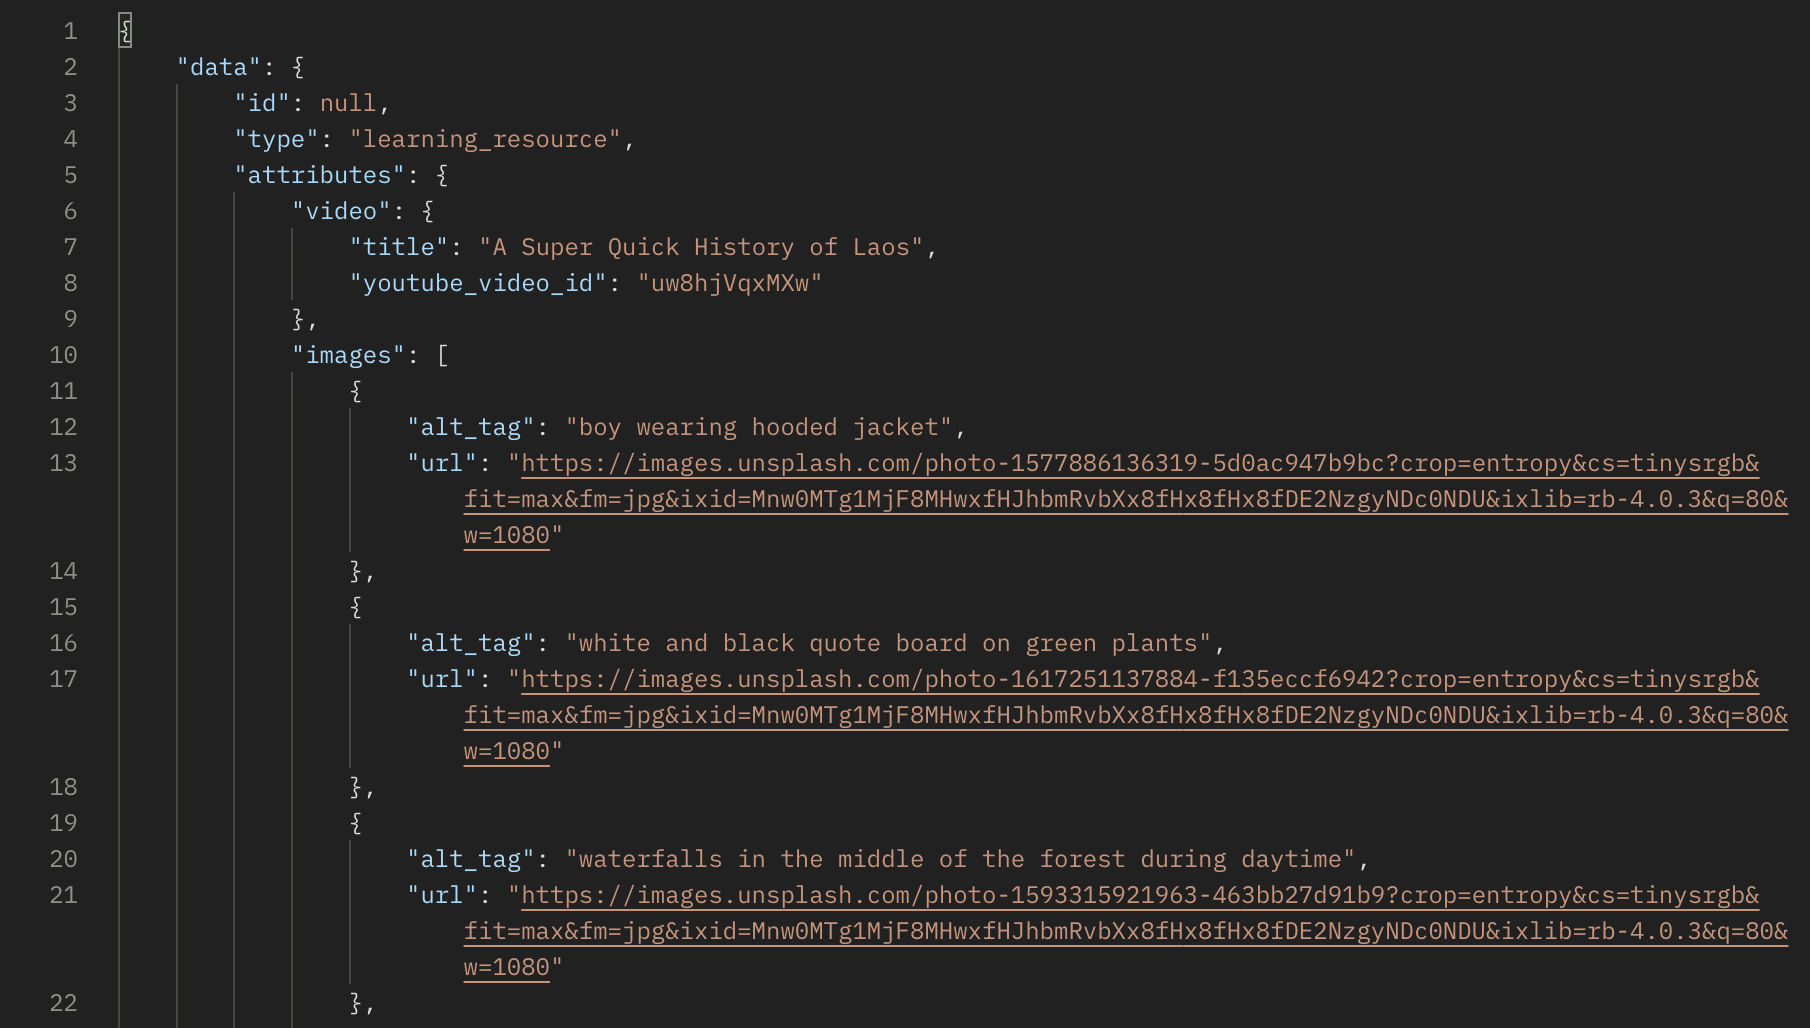 1 {
2 "data": {
3 "id": null,
4 "type": "learning_resource",
5 "attributes": {
6 "video": {
7 "title": "A Super Quick History of Laos",
8 "youtube_video_id": "uw8hjVqxMXw"
9 },
10 "images": [
11 {
12 "alt_tag": "boy wearing hooded jacket",
13 "url": "https://images.unsplash.com/photo-1577886136319-5d0ac947b9bc?crop=entropy&cs=tinysrgb&
fit=max&fm=jpg&ixid=Mnw0MTg1MjF8MHwxfHJhbmRvbXx8fHx8fHx8fDE2NzgyNDc0NDU&ixlib=rb-4.0.3&q=80&
w=1080"
14 },
15 {
16 "alt_tag": "white and black quote board on green plants",
17 "url": "https://images.unsplash.com/photo-1617251137884-f135eccf6942?crop=entropy&cs=tinysrgb&
fit=max&fm=jpg&ixid=Mnw0MTg1MjF8MHwxfHJhbmRvbXx8fHx8fHx8fDE2NzgyNDc0NDU&ixlib=rb-4.0.3&q=80&
w=1080"
18 },
19 {
20 "alt_tag": "waterfalls in the middle of the forest during daytime",
21 "url": "https://images.unsplash.com/photo-1593315921963-463bb27d91b9?crop=entropy&cs=tinysrgb&
fit=max&fm=jpg&ixid=Mnw0MTg1MjF8MHwxfHJhbmRvbXx8fHx8fHx8fDE2NzgyNDc0NDU&ixlib=rb-4.0.3&q=80&
w=1080"
22 },